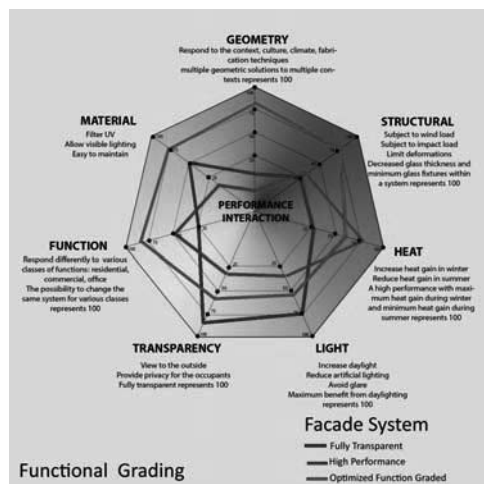 GEOMETRY
Respond to the context, culture, climate, fabri-
cation techniques
multiple geometric solutions to multiple con-
texts represents 100
MATERIAL
Filter UV
Allow visible lighting
Easy to maintain
STRUCTURAL
Subject to wind load
Subject to impact load
Limit deformations
Decreased glass thickness and
minimum glass fixtures within
a system represents 100
PERFORMANCE
INTERACTION
FUNCTION
Respond differently to various
classes of functions: residential,
commercial, office
The possibility to change the
same system for various classes
represents 100
HEAT
Increase heat gain in winter
Reduce heat gain in summer
A high performance with maxi-
mum heat gain during winter
and minimum heat gain during
summer represents 100
TRANSPARENCY
View to the outside
Provide privacy for the occupants
Fully transparent represents 100
LIGHT
Increase daylight
Reduce artificial lighting
Avoid glare
Maximum benefit from daylighting
represents 100
Facade System
Fully Transparent
High Performance
Optimized Function Graded
Functional Grading